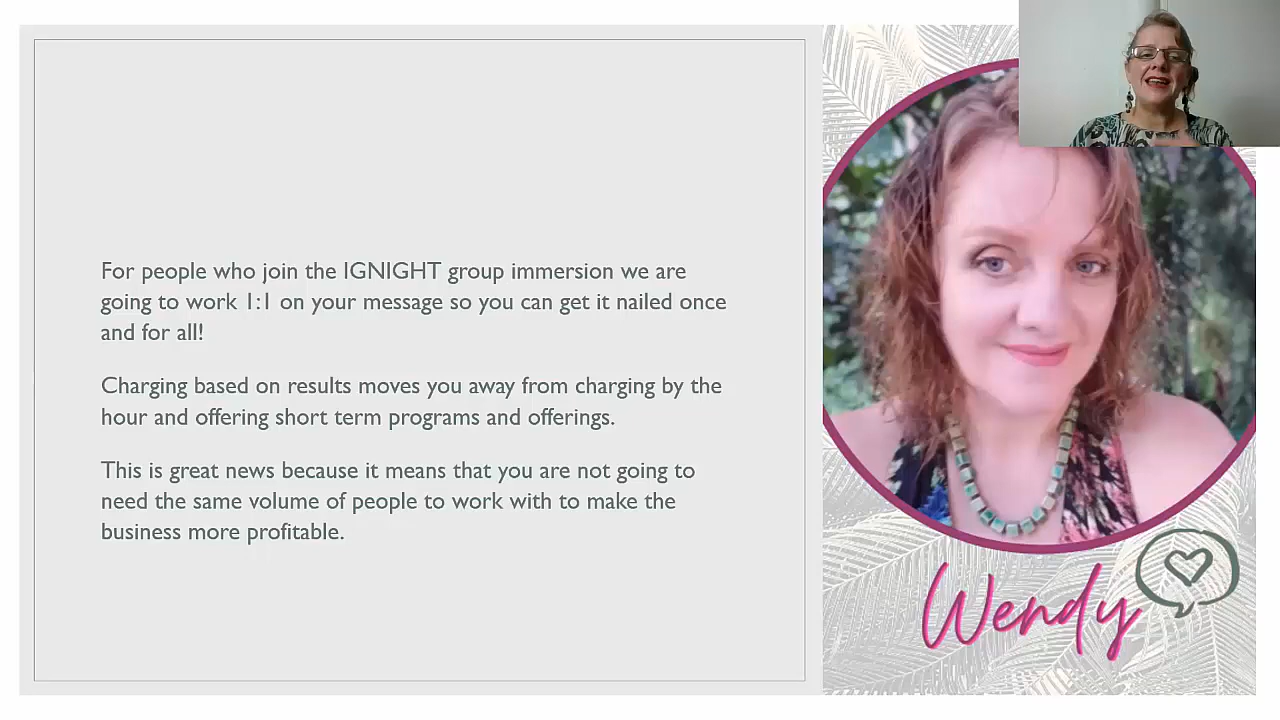 For people who join the IGNIGHT group immersion we are
going to work 1:1 on your message so you can get it nailed once
and for all!
Charging based on results moves you away from charging by the
hour and offering short term programs and offerings.
This is great news because it means that you are not going to
need the same volume of people to work with to make the
business more profitable.
Wendy